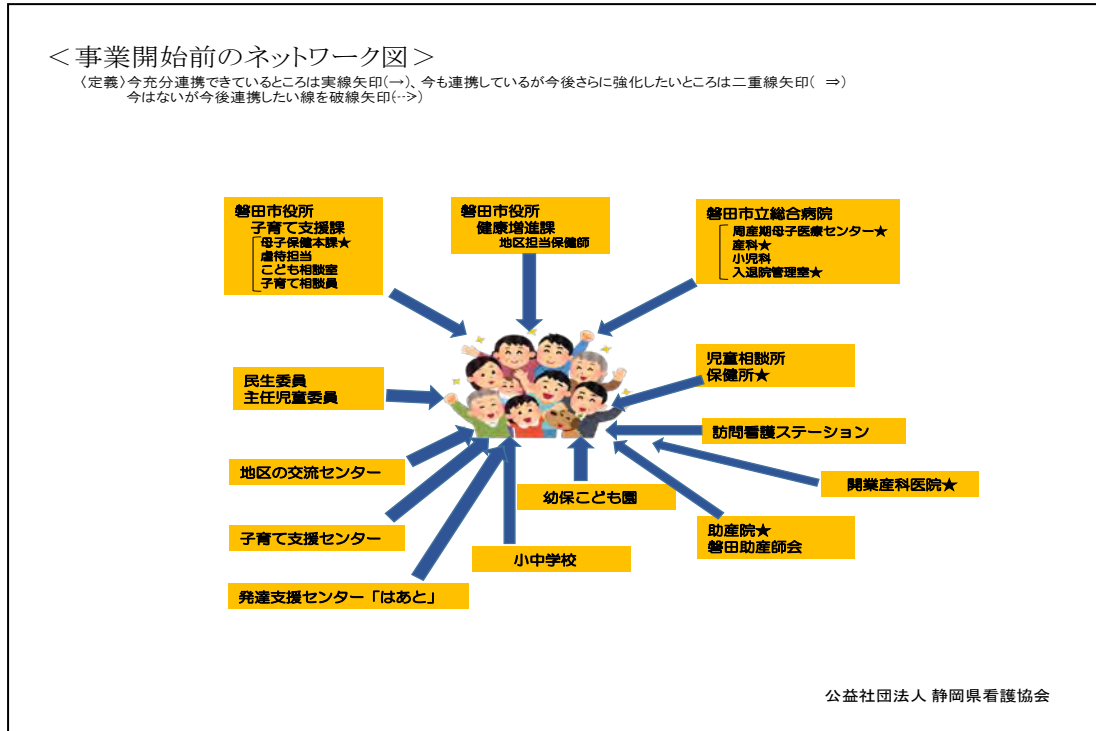 ＜事業開始前のネットワーク図＞
〈定義〉今充分連携できているところは実線矢印(→)、今も連携しているが今後さらに強化したいところは二重線矢印( ⇒)
今はないが今後連携したい線を破線矢印(--->)
磐田市役所
子育て支援課
母子保健本課★
虐待担当
こども相談室
子育て相談員
磐田市役所
健康増進課
地区担当保健師
磐田市立総合病院
周産期母子医療センター★
産科★
小児科
入退院管理室★
民生委員
主任児童委員
児童相談所
保健所★
訪問看護ステーション
地区の交流センター
開業産科医院★
幼保こども園
子育て支援センター
助産院★
磐田助産師会
小中学校
発達支援センター「はあと」
公益社団法人 静岡県看護協会